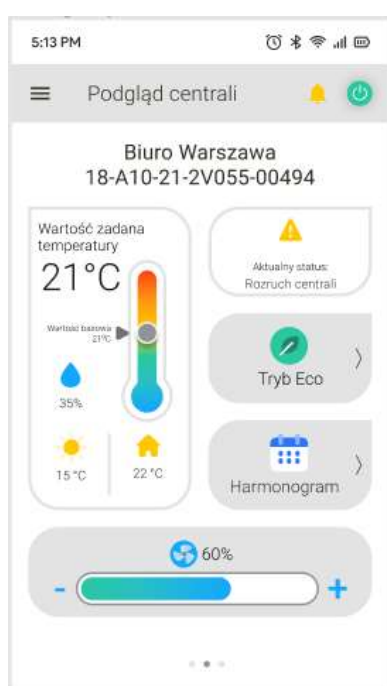 5:13 PM
Podgląd centrali
Biuro Warszawa
18-A10-21-2V055-00494
Wartość zadana
temperatury
21°C
Wartość bazowa
21°C
35%
15 °C
22 °C
Aktualny status:
Rozruch centrali
Tryb Eco
Harmonogram
60%
- +